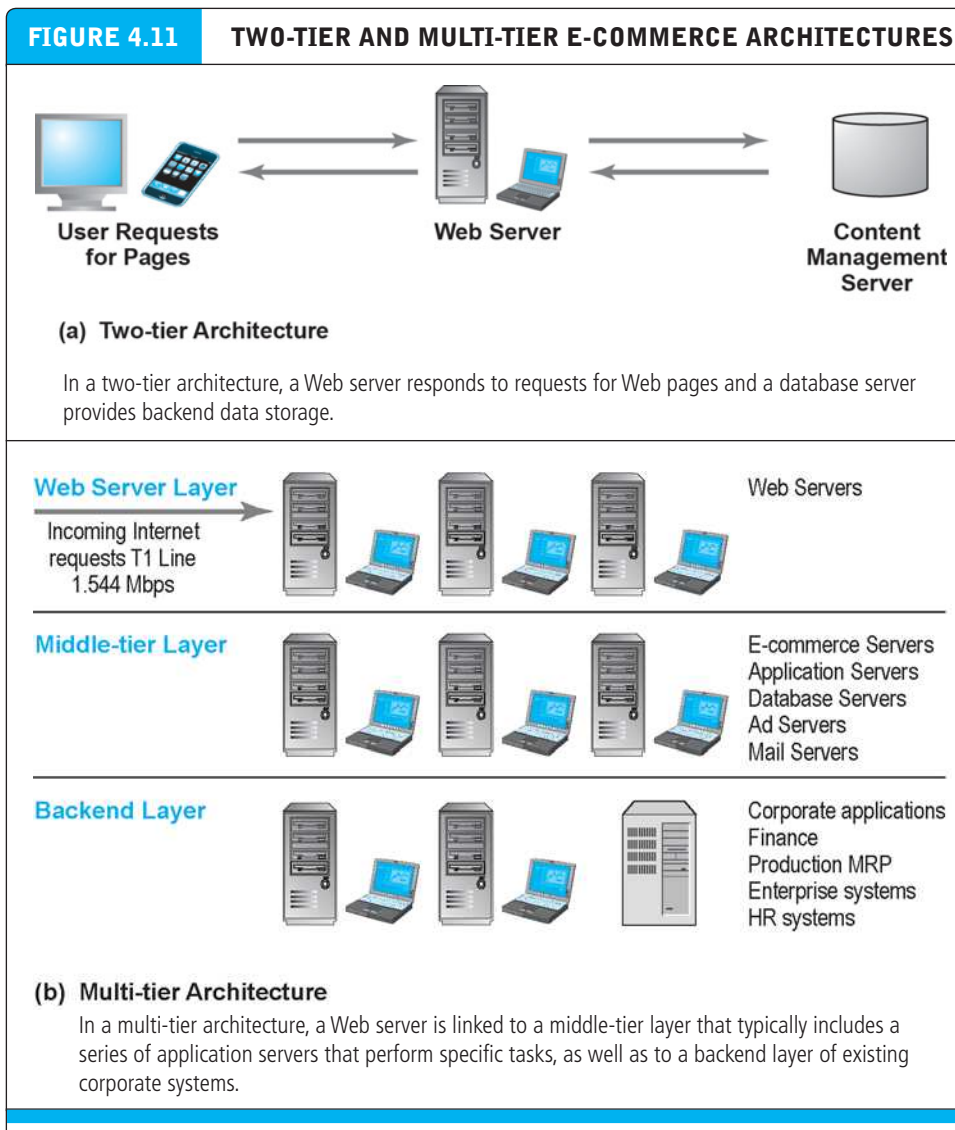 FIGURE 4.11 TWO-TIER AND MULTI-TIER E-COMMERCE ARCHITECTURES
User Requests
for Pages
Web Server
Content
Management
Server
(a) Two-tier Architecture
In a two-tier architecture, a Web server responds to requests for Web pages and a database server
provides backend data storage.
Web Server Layer
Incoming Internet
requests T1 Line
1.544 Mbps
Web Servers
Middle-tier Layer
E-commerce Servers
Application Servers
Database Servers
Ad Servers
Mail Servers
Backend Layer
Corporate applications
Finance
Production MRP
Enterprise systems
HR systems
(b) Multi-tier Architecture
In a multi-tier architecture, a Web server is linked to a middle-tier layer that typically includes a
series of application servers that perform specific tasks, as well as to a backend layer of existing
corporate systems.